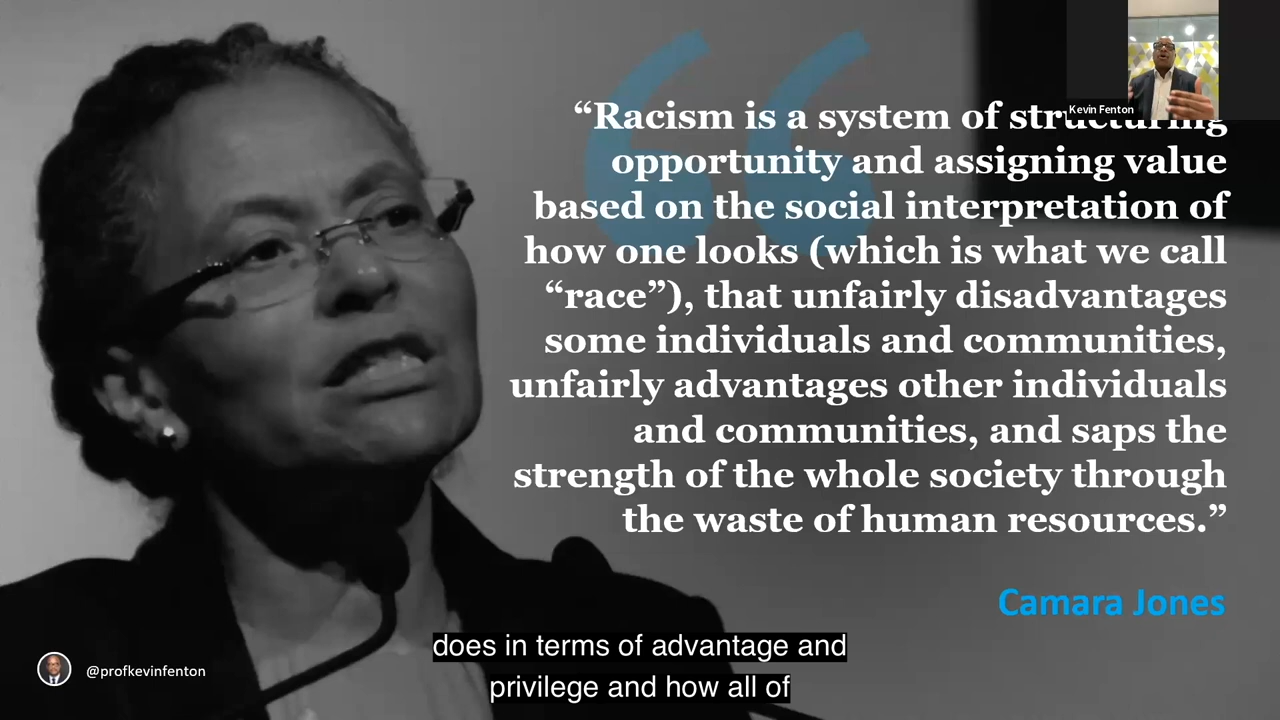 Kevin Fenton
“Racism is a system of structuring
opportunity and assigning value
based on the social interpretation of
how one looks (which is what we call
“race”), that unfairly disadvantages
some individuals and communities,
unfairly advantages other individuals
and communities, and saps the
strength of the whole society through
the waste of human resources.”
Camara Jones
does in terms of advantage and
privilege and how all of
@profkevinfenton